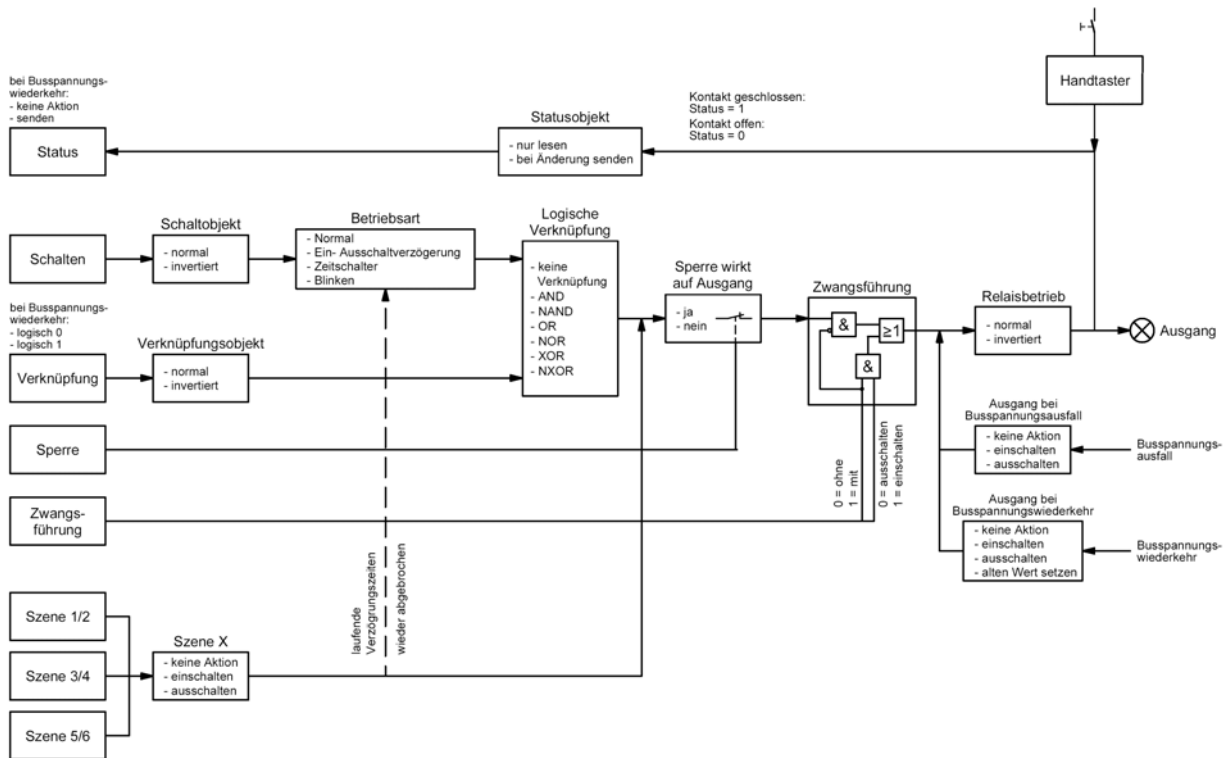 Handtaster
bei Busspannungs-
wiederkehr:
- keine Aktion
- senden
Status
Statusobjekt
- nur lesen
- bei Änderung senden
Kontakt geschlossen:
Status = 1
Kontakt offen:
Status = 0
Schalten
Schaltobjekt
- normal
- invertiert
Betriebsart
- Normal
- Ein- Ausschaltverzögerung
- Zeitschalter
- Blinken
Logische
Verknüpfung
- keine
Verknüpfung
- AND
- NAND
- OR
- NOR
- XOR
- NXOR
Sperre wirkt
auf Ausgang
- ja
- nein
Zwangsführung
&
≥1
&
Relaisbetrieb
- normal
- invertiert
Ausgang
bei Busspannungs-
wiederkehr:
- logisch 0
- logisch 1
Verknüpfung
Verknüpfungsobjekt
- normal
- invertiert
Sperre
Zwangs-
führung
0 = ohne
1 = mit
0 = ausschalten
1 = einschalten
Ausgang bei
Busspannungsausfall
- keine Aktion
- einschalten
- ausschalten
Busspannungs-
ausfall
Ausgang bei
Busspannungswiederkehr
- keine Aktion
- einschalten
- ausschalten
- alten Wert setzen
Busspannungs-
wiederkehr
laufende
Verzögrungszeiten
wieder abgebrochen
Szene 1/2
Szene 3/4
Szene 5/6
Szene X
- keine Aktion
- einschalten
- ausschalten